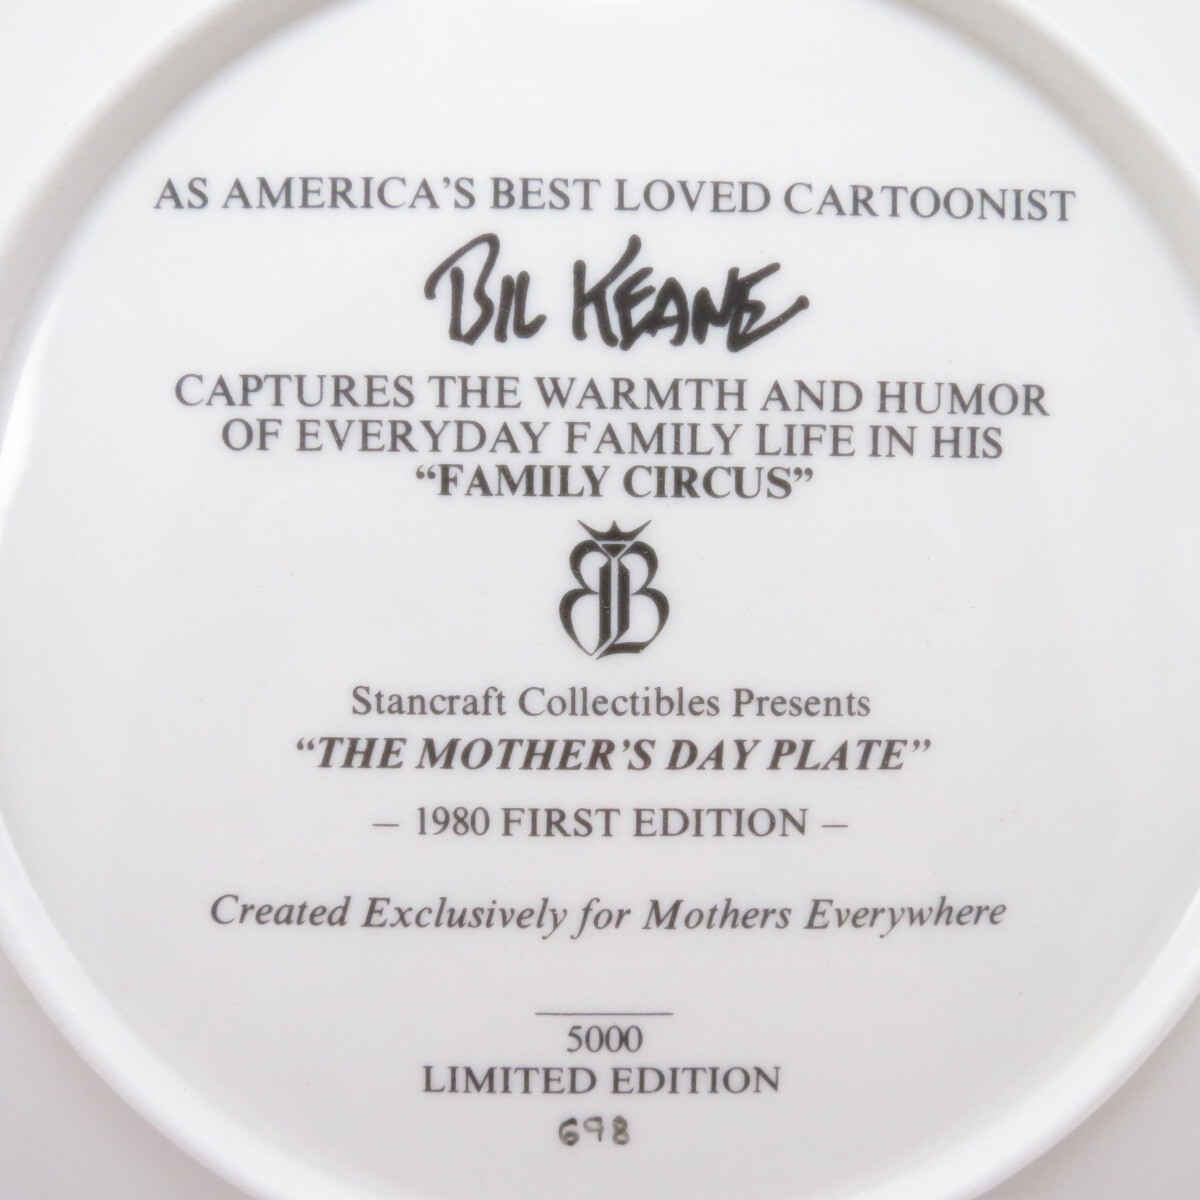 AS AMERICA'S BEST LOVED CARTOONIST
BIL KEANE
CAPTURES THE WARMTH AND HUMOR
OF EVERYDAY FAMILY LIFE IN HIS
“FAMILY CIRCUS”
Stancraft Collectibles Presents
“THE MOTHER'S DAY PLATE”
– 1980 FIRST EDITION –
Created Exclusively for Mothers Everywhere
5000
LIMITED EDITION
698